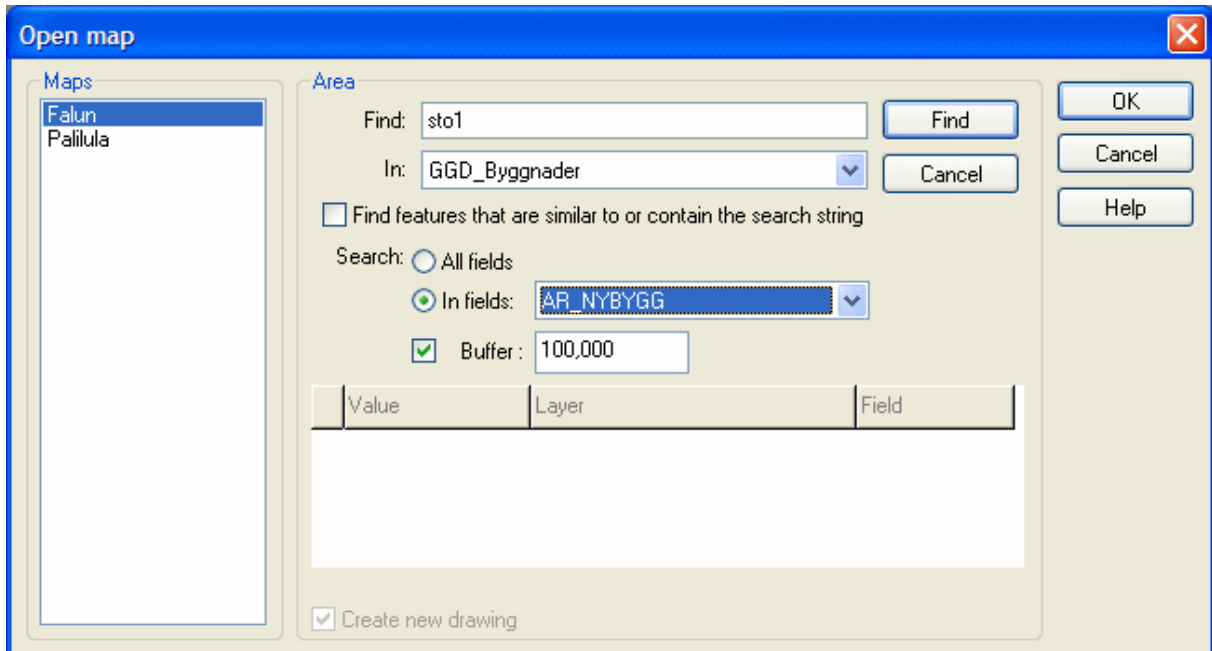 Open map
Maps
Falun
Palilula
Area
Find: sto1 Find
In: GGD_Byggnader Cancel
Find features that are similar to or contain the search string
Search: All fields
In fields: AR_NYBYGG
Buffer : 100,000
Value Layer Field
Create new drawing
OK
Cancel
Help